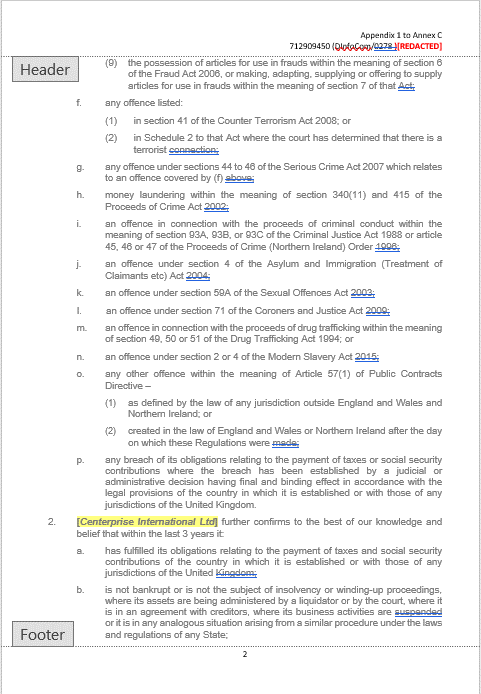 Appendix 1 to Annex C
712909450 (DInfoCom/0278 )[REDACTED]
Header
(9) the possession of articles for use in frauds within the meaning of section 6
of the Fraud Act 2006, or making, adapting, supplying or offering to supply
articles for use in frauds within the meaning of section 7 of that Act;
f. any offence listed:
(1) in section 41 of the Counter Terrorism Act 2008; or
(2) in Schedule 2 to that Act where the court has determined that there is a
terrorist connection;
g. any offence under sections 44 to 46 of the Serious Crime Act 2007 which relates
to an offence covered by (f) above;
h. money laundering within the meaning of section 340(11) and 415 of the
Proceeds of Crime Act 2002;
i. an offence in connection with the proceeds of criminal conduct within the
meaning of section 93A, 93B, or 93C of the Criminal Justice Act 1988 or article
45, 46 or 47 of the Proceeds of Crime (Northern Ireland) Order 1996;
j. an offence under section 4 of the Asylum and Immigration (Treatment of
Claimants etc) Act 2004;
k. an offence under section 59A of the Sexual Offences Act 2003;
l. an offence under section 71 of the Coroners and Justice Act 2009;
m. an offence in connection with the proceeds of drug trafficking within the meaning
of section 49, 50 or 51 of the Drug Trafficking Act 1994; or
n. an offence under section 2 or 4 of the Modern Slavery Act 2015;
o. any other offence within the meaning of Article 57(1) of Public Contracts
Directive –
(1) as defined by the law of any jurisdiction outside England and Wales and
Northern Ireland; or
(2) created in the law of England and Wales or Northern Ireland after the day
on which these Regulations were made;
p. any breach of its obligations relating to the payment of taxes or social security
contributions where the breach has been established by a judicial or
administrative decision having final and binding effect in accordance with the
legal provisions of the country in which it is established or with those of any
jurisdictions of the United Kingdom.
2. [Centerprise International Ltd] further confirms to the best of our knowledge and
belief that within the last 3 years it:
a. has fulfilled its obligations relating to the payment of taxes and social security
contributions of the country in which it is established or with those of any
jurisdictions of the United Kingdom;
b. is not bankrupt or is not the subject of insolvency or winding-up proceedings,
where its assets are being administered by a liquidator or by the court, where it
is in an agreement with creditors, where its business activities are suspended
or it is in any analogous situation arising from a similar procedure under the laws
and regulations of any State;
Footer
2